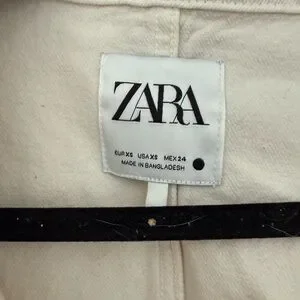 ZARA
EUR XS USA XS MEX 24
MADE IN BANGLADESH